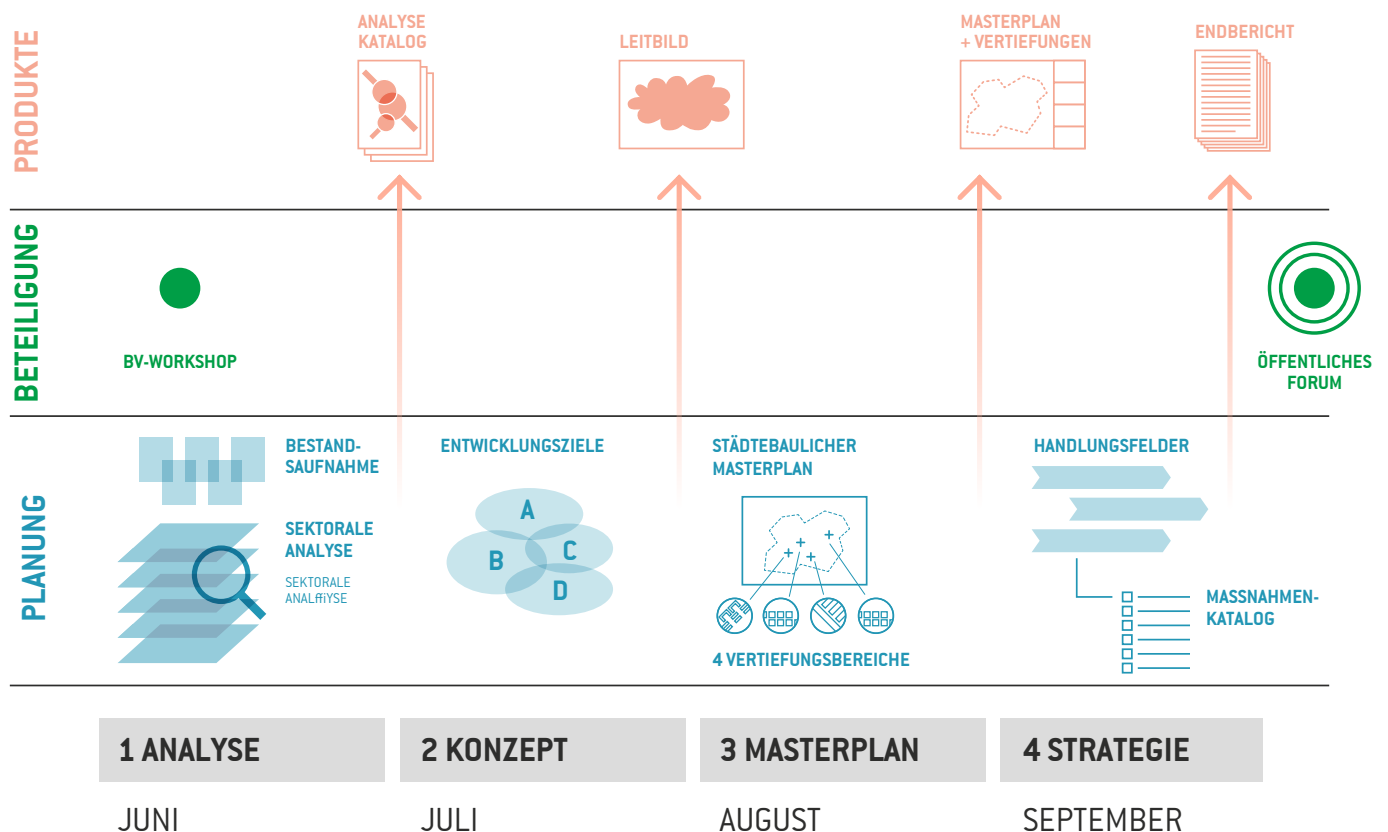 PRODUKTE
ANALYSE
KATALOG
LEITBILD
MASTERPLAN
+ VERTIEFUNGEN
ENDBERICHT
BETEILIGUNG
BV-WORKSHOP
ÖFFENTLICHES
FORUM
PLANUNG
BESTAND-
SAUFNAHME
SEKTORALE
ANALYSE
SEKTORALE
ANALffiYSE
ENTWICKLUNGSZIELE
A
B
C
D
STÄDTEBAULICHER
MASTERPLAN
4 VERTIEFUNGSBEREICHE
HANDLUNGSFELDER
MASSNAHMEN-
KATALOG
1 ANALYSE
2 KONZEPT
3 MASTERPLAN
4 STRATEGIE
JUNI
JULI
AUGUST
SEPTEMBER